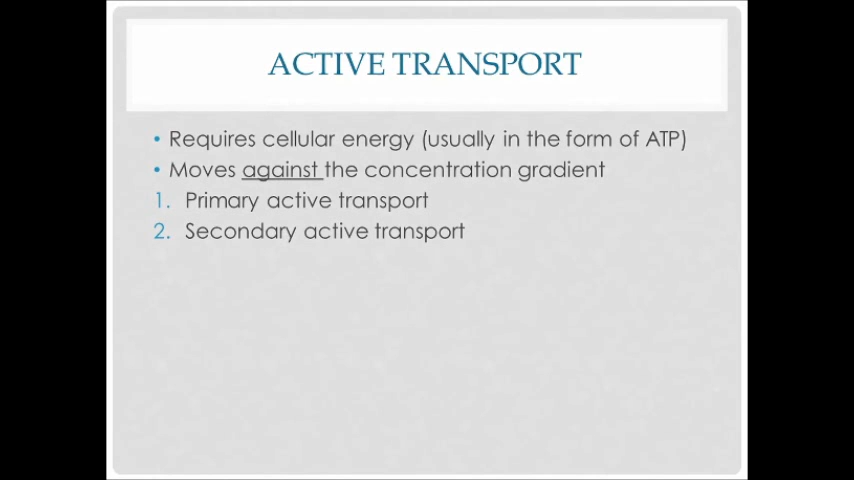 ACTIVE TRANSPORT
• Requires cellular energy (usually in the form of ATP)
• Moves against the concentration gradient
1. Primary active transport
2. Secondary active transport